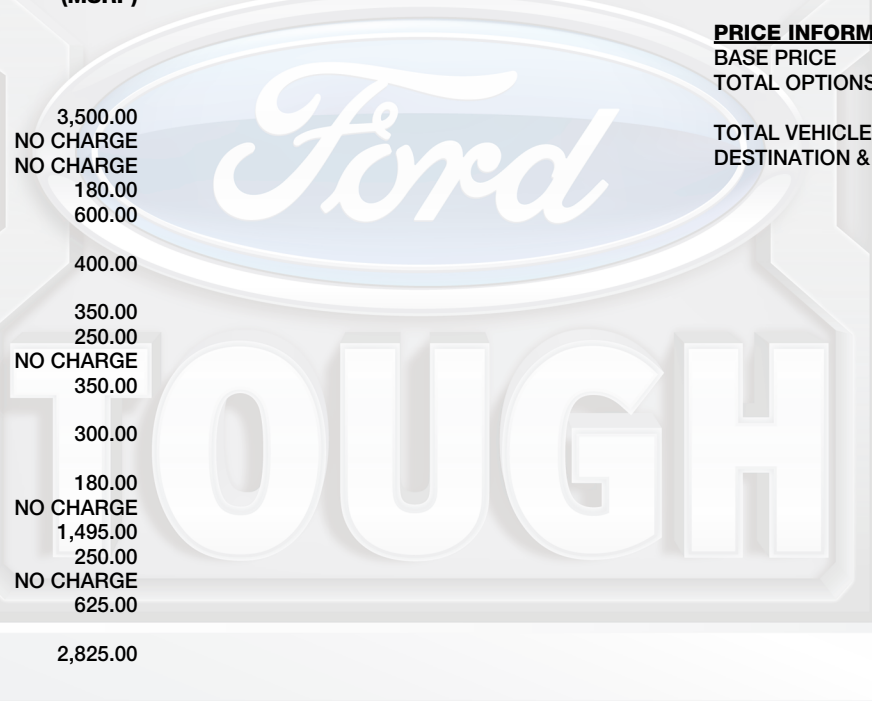 (MSRP)
3,500.00
NO CHARGE
NO CHARGE
180.00
600.00
400.00
350.00
250.00
NO CHARGE
350.00
300.00
180.00
NO CHARGE
1,495.00
250.00
NO CHARGE
625.00
2,825.00
PRICE INFORM
BASE PRICE
TOTAL OPTIONS
TOTAL VEHICLE
DESTINATION &
Ford
TOUGH